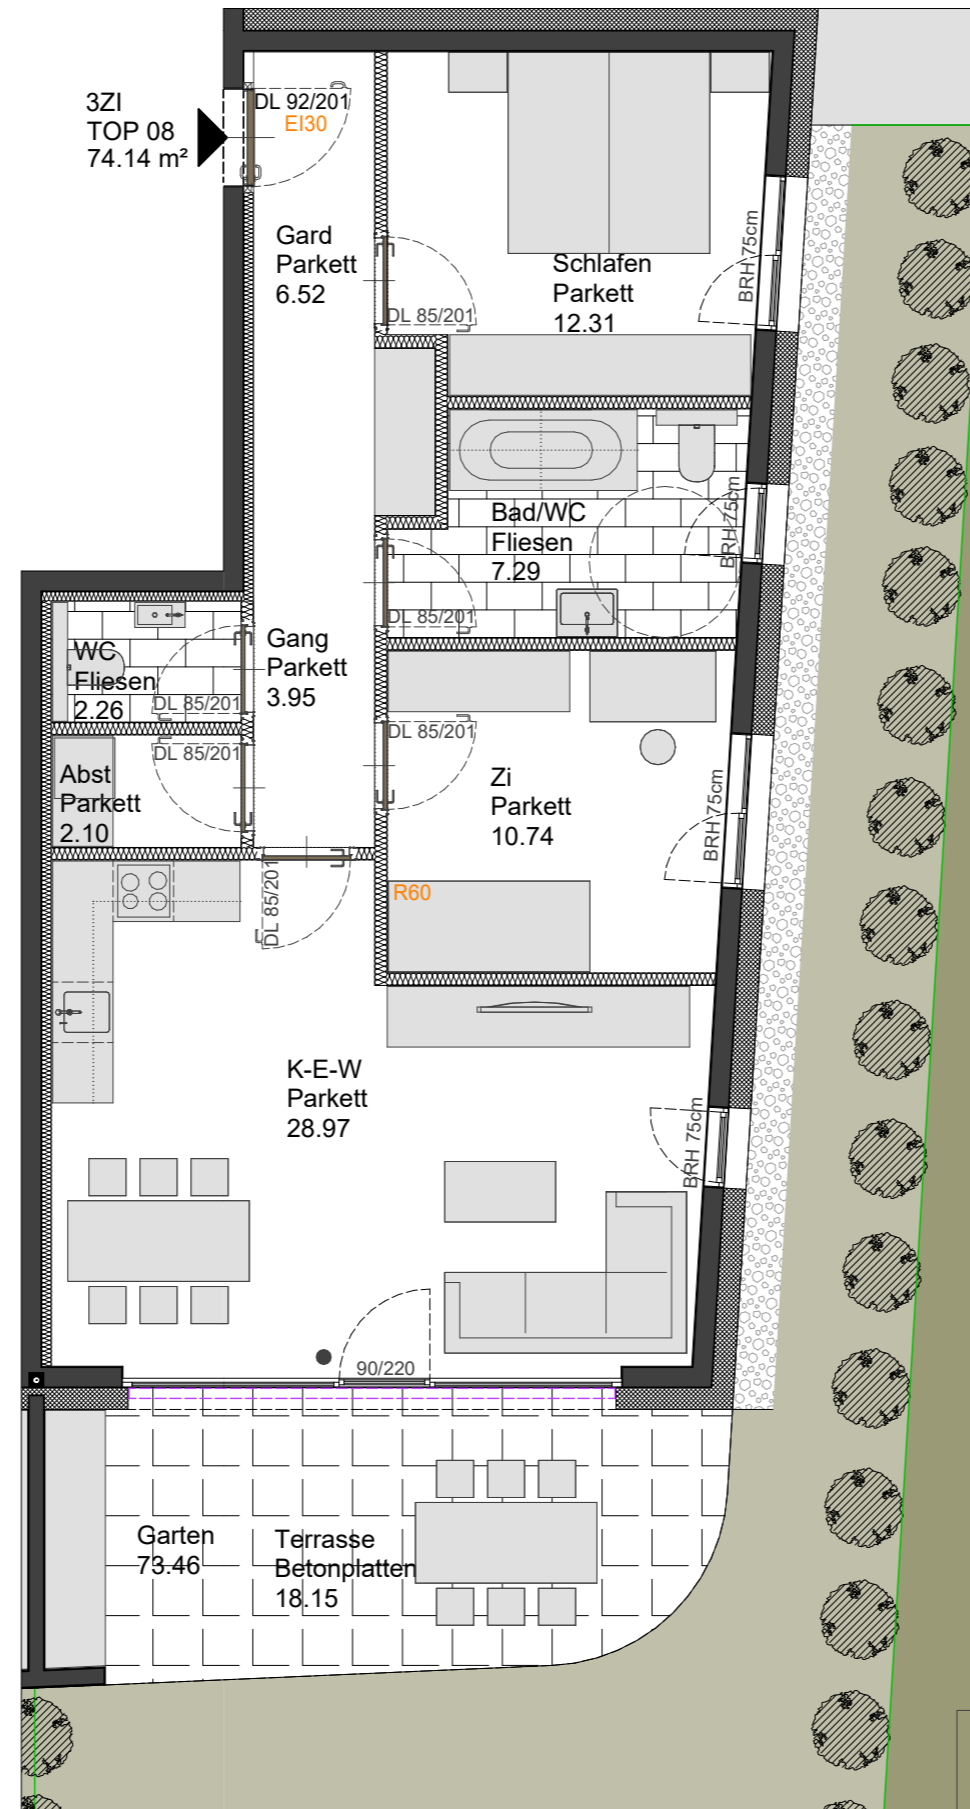 3ZI
TOP 08
74.14 m²
DL 92/201
EI30
Gard
Parkett
6.52
Schlafen
Parkett
12.31
BRH 75cm
DL 85/201
Bad/WC
Fliesen
7.29
BRH 75cm
DL 85/201
WC
Fliesen
2.26
DL 85/201
Gang
Parkett
3.95
DL 85/201
DL 85/201
Abst
Parkett
2.10
Zi
Parkett
10.74
BRH 75cm
DL 85/201
R60
K-E-W
Parkett
28.97
BRH 75cm
90/220
Garten
73.46
Terrasse
Betonplatten
18.15